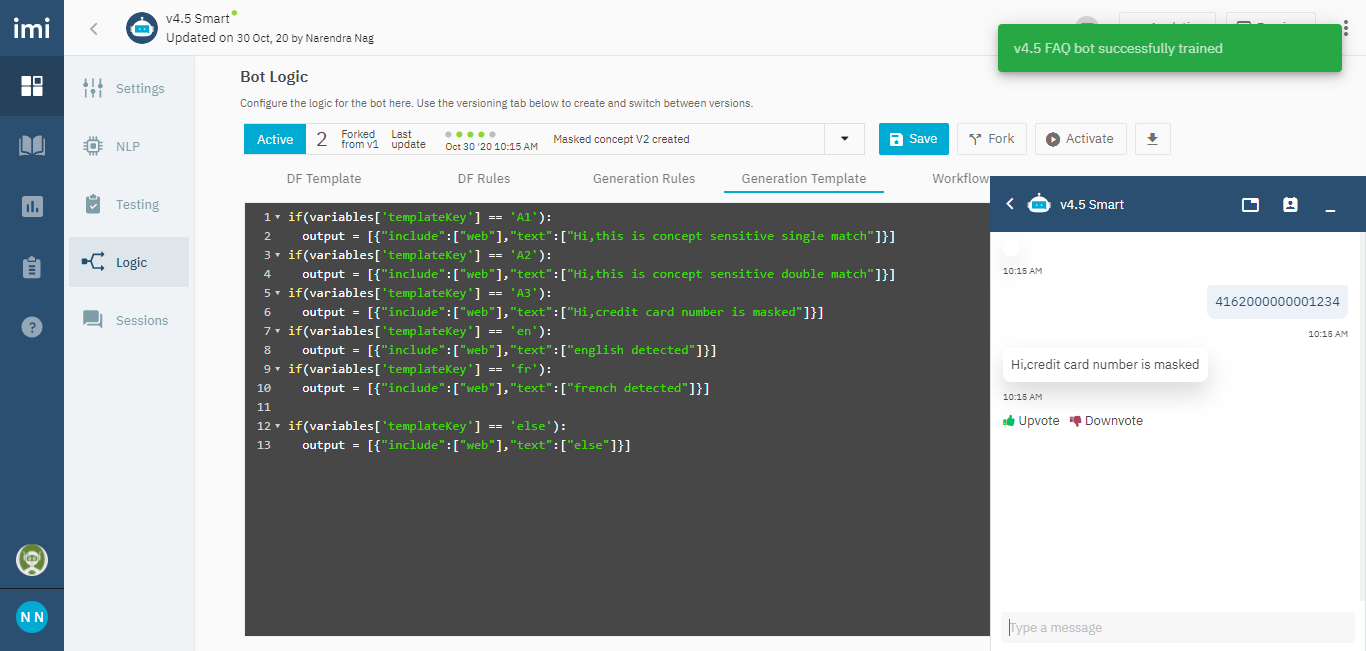 imi
v4.5 Smart
Updated on 30 Oct, 20 by Narendra Nag
v4.5 FAQ bot successfully trained
Settings
NLP
Testing
Logic
Sessions
N N
Bot Logic
Configure the logic for the bot here. Use the versioning tab below to create and switch between versions.
Active 2 Forked from v1 Last update Oct 30 '20 10:15 AM Masked concept V2 created Save Fork Activate
DF Template DF Rules Generation Rules Generation Template Workflow
1 if(variables['templateKey'] == 'A1'):
2 output = [{"include":["web"],"text":["Hi,this is concept sensitive single match"]}]
3 if(variables['templateKey'] == 'A2'):
4 output = [{"include":["web"],"text":["Hi,this is concept sensitive double match"]}]
5 if(variables['templateKey'] == 'A3'):
6 output = [{"include":["web"],"text":["Hi,credit card number is masked"]}]
7 if(variables['templateKey'] == 'en'):
8 output = [{"include":["web"],"text":["english detected"]}]
9 if(variables['templateKey'] == 'fr'):
10 output = [{"include":["web"],"text":["french detected"]}]
11
12 if(variables['templateKey'] == 'else'):
13 output = [{"include":["web"],"text":["else"]}]
v4.5 Smart
10:15 AM
4162000000001234
10:15 AM
Hi,credit card number is masked
10:15 AM
Upvote Downvote
Type a message